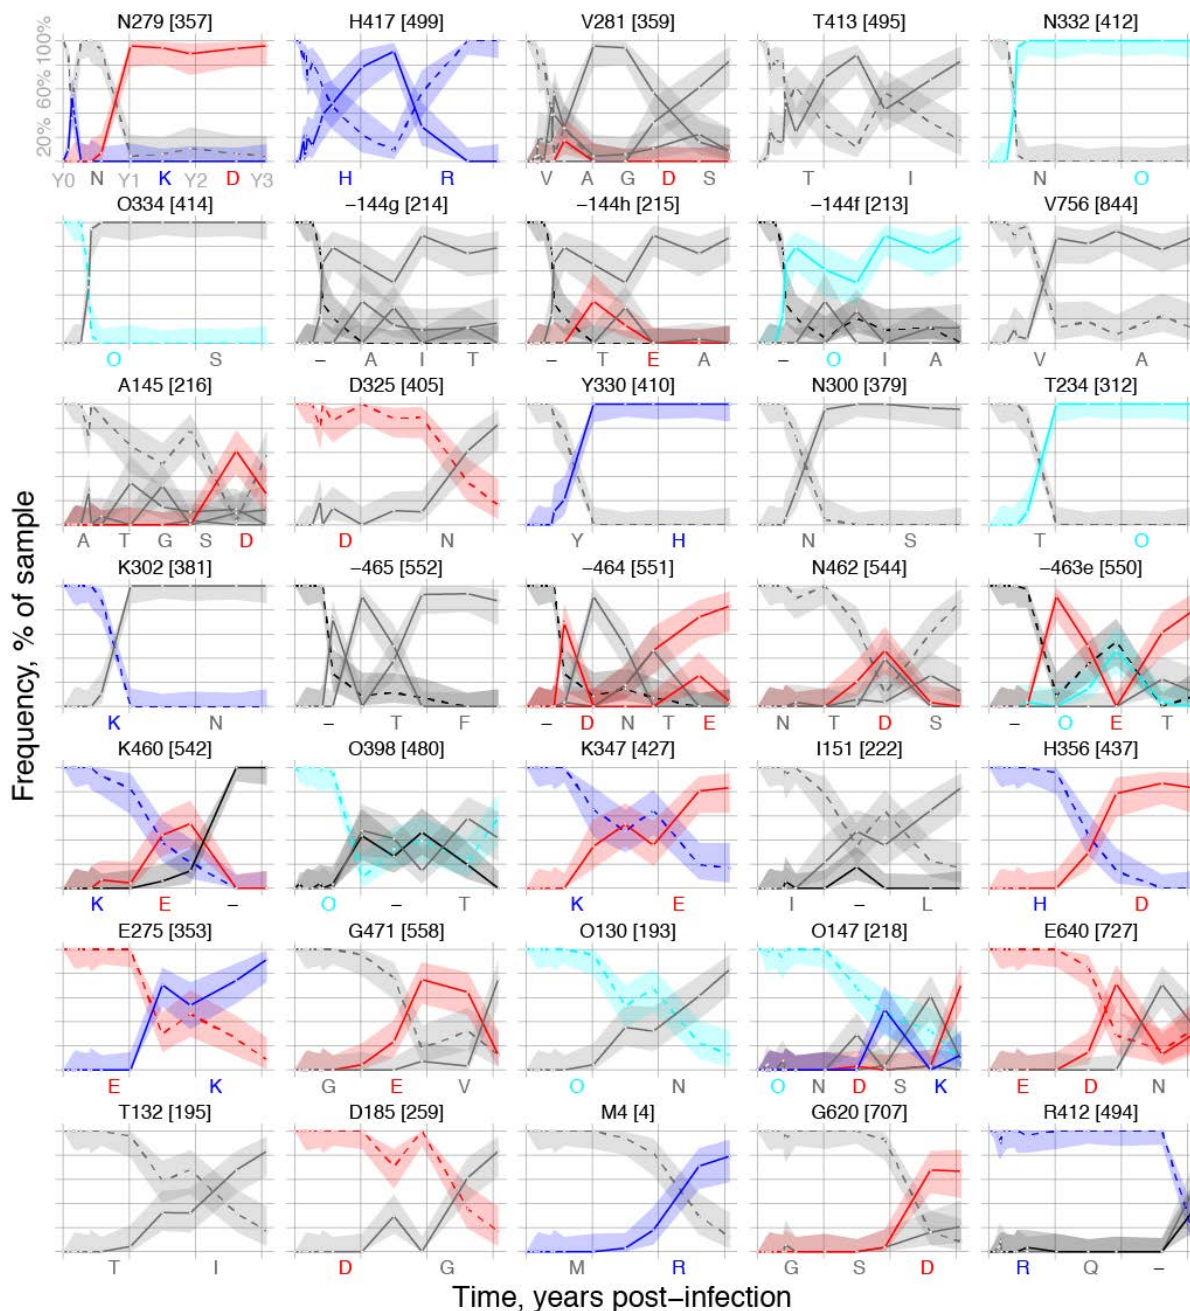 N279 [357] H417 [499] V281 [359] T413 [495] N332 [412]
20% 60% 100%
Y0 N Y1 K Y2 D Y3 H R V A G D S T I N O
O334 [414] −144g [214] −144h [215] −144f [213] V756 [844]
O S − A I T − T E A − O I A V A
A145 [216] D325 [405] Y330 [410] N300 [379] T234 [312]
A T G S D D N Y H N S T O
K302 [381] −465 [552] −464 [551] N462 [544] −463e [550]
K N − T F − D N T E N T D S − O E T
K460 [542] O398 [480] K347 [427] I151 [222] H356 [437]
K E − O − T K E I − L H D
E275 [353] G471 [558] O130 [193] O147 [218] E640 [727]
E K G E V O N O N D S K E D N
T132 [195] D185 [259] M4 [4] G620 [707] R412 [494]
T I D G M R G S D R Q −
Frequency, % of sample
Time, years post−infection